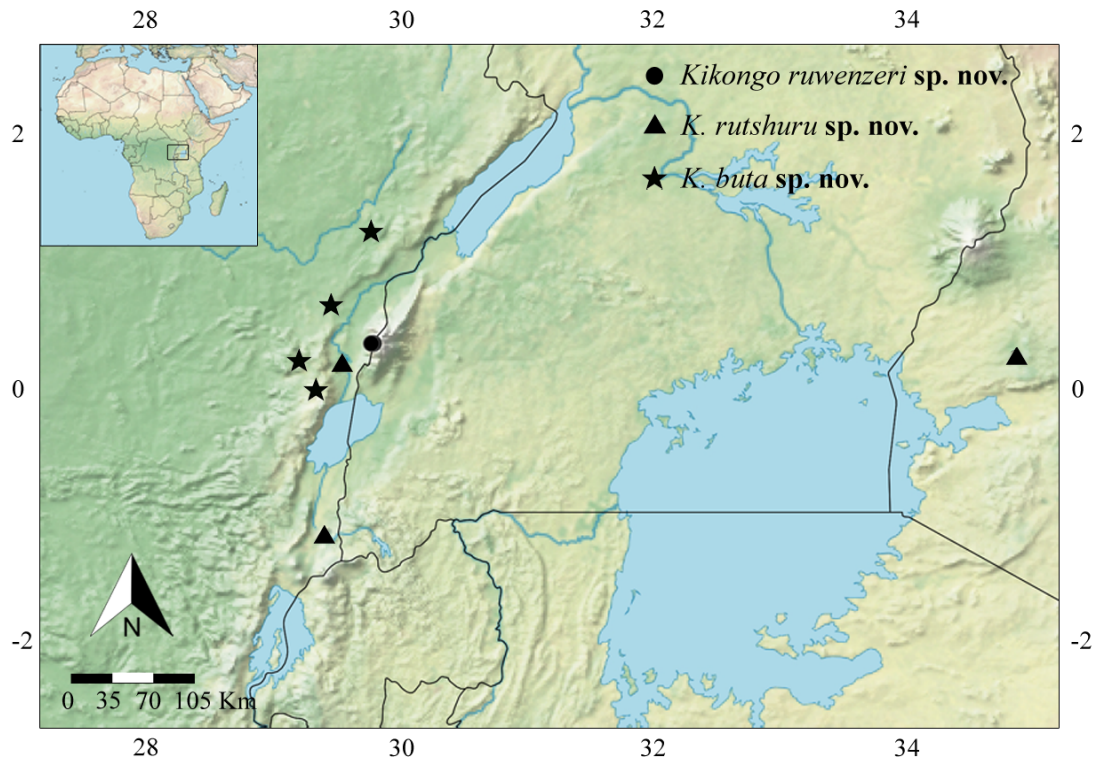 28 30 32 34
Kikongo ruwenzeri sp. nov.
K. rutshuru sp. nov.
K. buta sp. nov.
2 2
0 0
-2 -2
N
0 35 70 105 Km
28 30 32 34